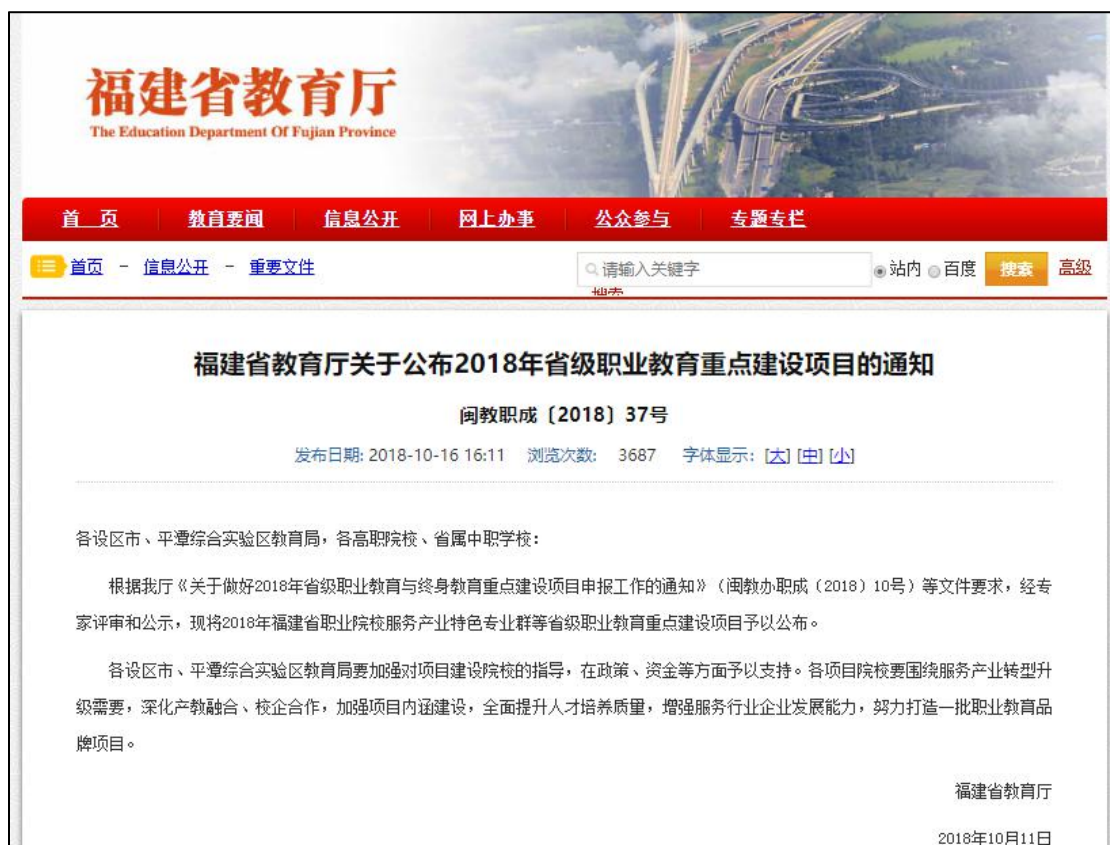 福建省教育厅
The Education Department Of Fujian Province
首 页 教育要闻 信息公开 网上办事 公众参与 专题专栏
首页 - 信息公开 - 重要文件 请输入关键字 站内 百度 搜索 高级
搜索
福建省教育厅关于公布2018年省级职业教育重点建设项目的通知
闽教职成〔2018〕37号
发布日期: 2018-10-16 16:11 浏览次数: 3687 字体显示: [大] [中] [小]
各设区市、平潭综合实验区教育局，各高职院校、省属中职学校：
根据我厅《关于做好2018年省级职业教育与终身教育重点建设项目申报工作的通知》（闽教办职成〔2018〕10号）等文件要求，经专
家评审和公示，现将2018年福建省职业院校服务产业特色专业群等省级职业教育重点建设项目予以公布。
各设区市、平潭综合实验区教育局要加强对项目建设院校的指导，在政策、资金等方面予以支持。各项目院校要围绕服务产业转型升
级需要，深化产教融合、校企合作，加强项目内涵建设，全面提升人才培养质量，增强服务行业企业发展能力，努力打造一批职业教育品
牌项目。
福建省教育厅
2018年10月11日